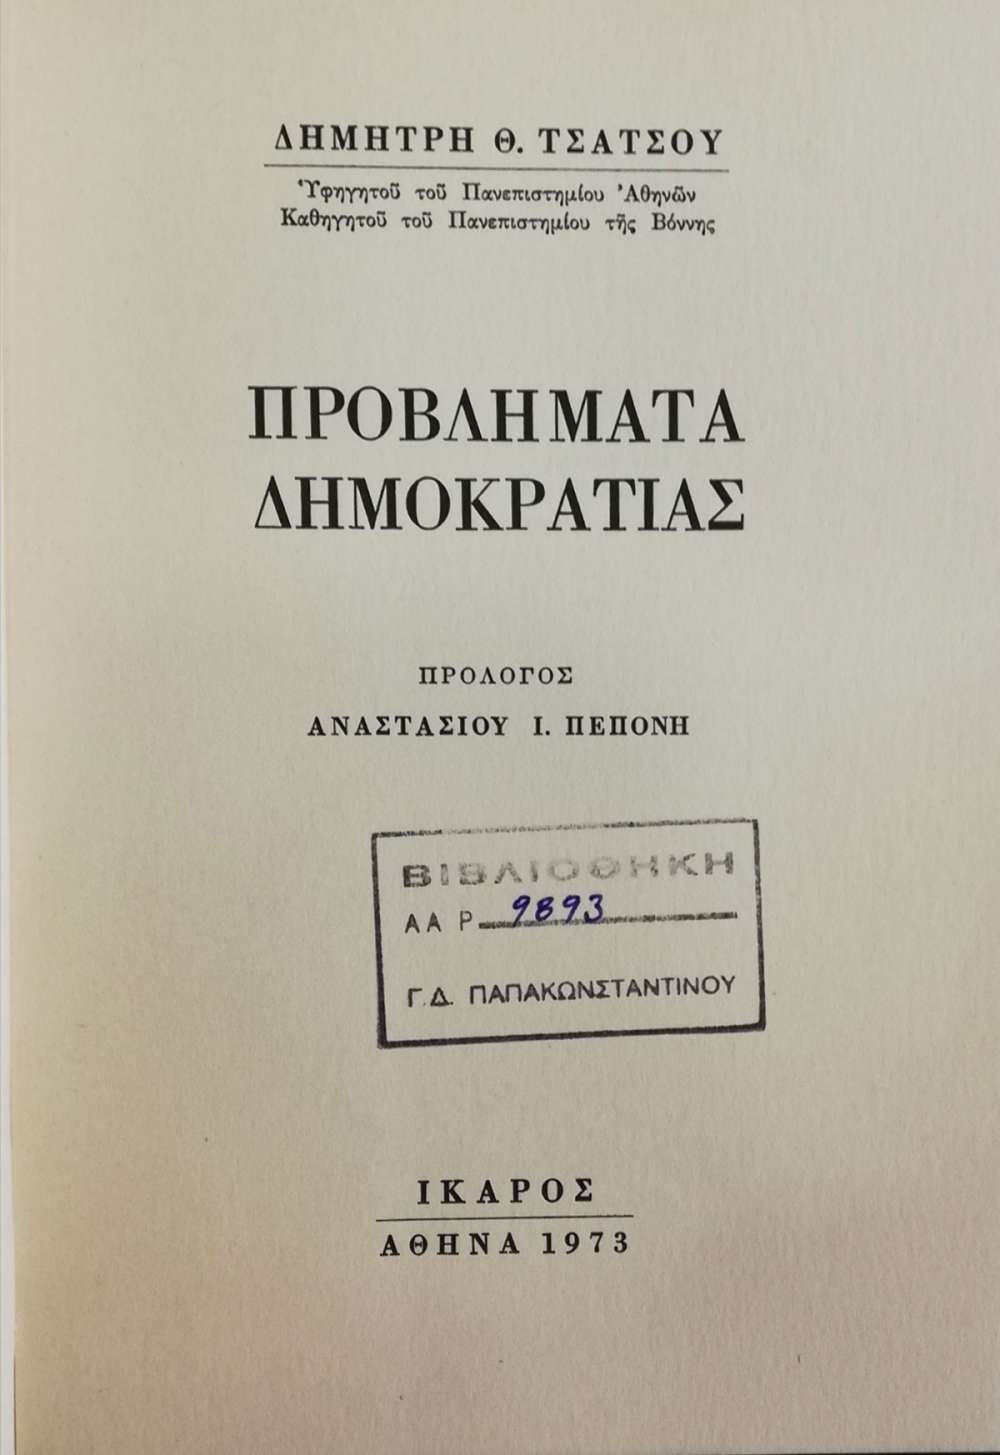 ΔΗΜΗΤΡΗ Θ. ΤΣΑΤΣΟΥ
Ὑφηγητοῦ τοῦ Πανεπιστημίου Ἀθηνῶν
Καθηγητοῦ τοῦ Πανεπιστημίου τῆς Βόννης
ΠΡΟΒΛΗΜΑΤΑ
ΔΗΜΟΚΡΑΤΙΑΣ
ΠΡΟΛΟΓΟΣ
ΑΝΑΣΤΑΣΙΟΥ Ι. ΠΕΠΟΝΗ
ΒΙΒΛΙΟΘΗΚΗ
ΑΑ Ρ 9893
Γ.Δ. ΠΑΠΑΚΩΝΣΤΑΝΤΙΝΟΥ
ΙΚΑΡΟΣ
ΑΘΗΝΑ 1973